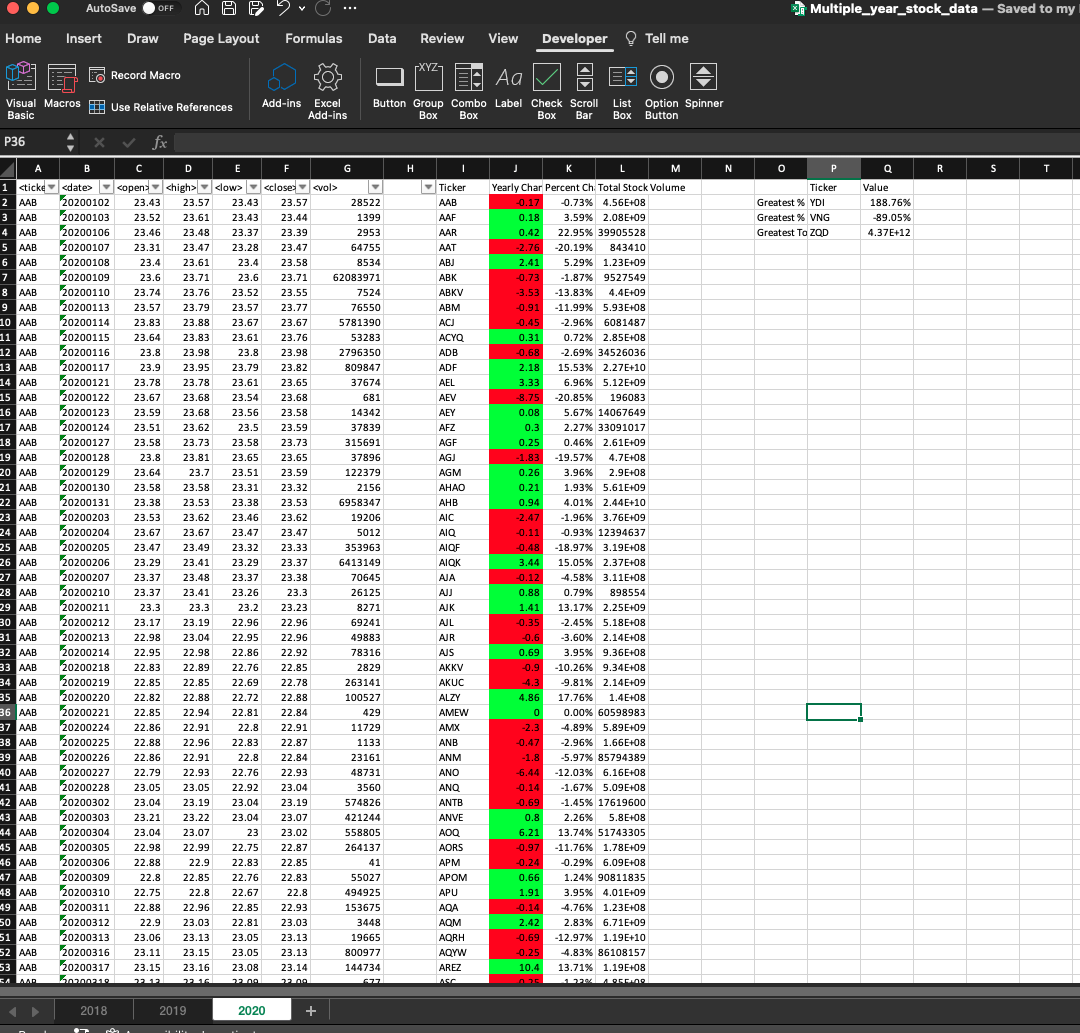 AutoSave OFF
Multiple_year_stock_data — Saved to my
Home Insert Draw Page Layout Formulas Data Review View Developer Tell me
Visual Basic Macros Record Macro Use Relative References Add-ins Excel Add-ins XYZ Aa Button Group Box Combo Box Label Check Box Scroll Bar List Box Option Button Spinner
P36 fx
A B C D E F G H I J K L M N O P Q R S T
1 <ticke <date> <open> <high> <low> <close> <vol> Ticker Yearly Char Percent Ch Total Stock Volume Ticker Value
2 AAB 20200102 23.43 23.57 23.43 23.57 28522 AAB -0.17 -0.73% 4.56E+08 Greatest % YDI 188.76%
3 AAB 20200103 23.52 23.61 23.43 23.44 1399 AAF 0.18 3.59% 2.08E+09 Greatest % VNG -89.05%
4 AAB 20200106 23.46 23.48 23.37 23.39 2953 AAR 0.42 22.95% 39905528 Greatest To ZQD 4.37E+12
5 AAB 20200107 23.31 23.47 23.28 23.47 64755 AAT -2.76 -20.19% 843410
6 AAB 20200108 23.4 23.61 23.4 23.58 8534 ABJ 2.41 5.29% 1.23E+09
7 AAB 20200109 23.6 23.71 23.6 23.71 62083971 ABK -0.73 -1.87% 9527549
8 AAB 20200110 23.74 23.76 23.52 23.55 7524 ABKV -3.53 -13.83% 4.4E+09
9 AAB 20200113 23.57 23.79 23.57 23.77 76550 ABM -0.91 -11.99% 5.93E+08
10 AAB 20200114 23.83 23.88 23.67 23.67 5781390 ACJ -0.45 -2.96% 6081487
11 AAB 20200115 23.64 23.83 23.61 23.76 53283 ACYQ 0.31 0.72% 2.85E+08
12 AAB 20200116 23.8 23.98 23.8 23.98 2796350 ADB -0.68 -2.69% 34526036
13 AAB 20200117 23.9 23.95 23.79 23.82 809847 ADF 2.18 15.53% 2.27E+10
14 AAB 20200121 23.78 23.78 23.61 23.65 37674 AEL 3.33 6.96% 5.12E+09
15 AAB 20200122 23.67 23.68 23.54 23.68 681 AEV -8.75 -20.85% 196083
16 AAB 20200123 23.59 23.68 23.56 23.58 14342 AEY 0.08 5.67% 14067649
17 AAB 20200124 23.51 23.62 23.5 23.59 37839 AFZ 0.3 2.27% 33091017
18 AAB 20200127 23.58 23.73 23.58 23.73 315691 AGF 0.25 0.46% 2.61E+09
19 AAB 20200128 23.8 23.81 23.65 23.65 37896 AGJ -1.83 -19.57% 4.7E+08
20 AAB 20200129 23.64 23.7 23.51 23.59 122379 AGM 0.26 3.96% 2.9E+08
21 AAB 20200130 23.58 23.58 23.31 23.32 2156 AHAO 0.21 1.93% 5.61E+09
22 AAB 20200131 23.38 23.53 23.38 23.53 6958347 AHB 0.94 4.01% 2.44E+10
23 AAB 20200203 23.53 23.62 23.46 23.62 19206 AIC -2.47 -1.96% 3.76E+09
24 AAB 20200204 23.67 23.67 23.47 23.47 5012 AIQ -0.11 -0.93% 12394637
25 AAB 20200205 23.47 23.49 23.32 23.33 353963 AIQF -0.48 -18.97% 3.19E+08
26 AAB 20200206 23.29 23.41 23.29 23.37 6413149 AIQK 3.44 15.05% 2.37E+08
27 AAB 20200207 23.37 23.48 23.37 23.38 70645 AJA -0.12 -4.58% 3.11E+08
28 AAB 20200210 23.37 23.41 23.26 23.3 26125 AJJ 0.88 0.79% 898554
29 AAB 20200211 23.3 23.3 23.2 23.23 8271 AJK 1.41 13.17% 2.25E+09
30 AAB 20200212 23.17 23.19 22.96 22.96 69241 AJL -0.35 -2.45% 5.18E+08
31 AAB 20200213 22.98 23.04 22.95 22.96 49883 AJR -0.6 -3.60% 2.14E+08
32 AAB 20200214 22.95 22.98 22.86 22.92 78316 AJS 0.69 3.95% 9.36E+08
33 AAB 20200218 22.83 22.89 22.76 22.85 2829 AKKV -0.9 -10.26% 9.34E+08
34 AAB 20200219 22.85 22.85 22.69 22.78 263141 AKUC -4.3 -9.81% 2.14E+09
35 AAB 20200220 22.82 22.88 22.72 22.88 100527 ALZY 4.86 17.76% 1.4E+08
36 AAB 20200221 22.85 22.94 22.81 22.84 429 AMEW 0 0.00% 60598983
37 AAB 20200224 22.86 22.91 22.8 22.91 11729 AMX -2.3 -4.89% 5.89E+09
38 AAB 20200225 22.88 22.96 22.83 22.87 1133 ANB -0.47 -2.96% 1.66E+08
39 AAB 20200226 22.86 22.91 22.8 22.84 23161 ANM -1.8 -5.97% 85794389
40 AAB 20200227 22.79 22.93 22.76 22.93 48731 ANO -6.44 -12.03% 6.16E+08
41 AAB 20200228 23.05 23.05 22.92 23.04 3560 ANQ -0.14 -1.67% 5.09E+08
42 AAB 20200302 23.04 23.19 23.04 23.19 574826 ANTB -0.69 -1.45% 17619600
43 AAB 20200303 23.21 23.22 23.04 23.07 421244 ANVE 0.8 2.26% 5.8E+08
44 AAB 20200304 23.04 23.07 23 23.02 558805 AOQ 6.21 13.74% 51743305
45 AAB 20200305 22.98 22.99 22.75 22.87 264137 AORS -0.97 -11.76% 1.78E+09
46 AAB 20200306 22.88 22.9 22.83 22.85 41 APM -0.24 -0.29% 6.09E+08
47 AAB 20200309 22.8 22.85 22.76 22.83 55027 APOM 0.66 1.24% 90811835
48 AAB 20200310 22.75 22.8 22.67 22.8 494925 APU 1.91 3.95% 4.01E+09
49 AAB 20200311 22.88 22.96 22.85 22.93 153675 AQA -0.14 -4.76% 1.23E+08
50 AAB 20200312 22.9 23.03 22.81 23.03 3448 AQM 2.42 2.83% 6.71E+09
51 AAB 20200313 23.06 23.13 23.05 23.13 19665 AQRH -0.69 -12.97% 1.19E+10
52 AAB 20200316 23.11 23.15 23.05 23.13 800977 AQYW -0.25 -4.83% 86108157
53 AAB 20200317 23.15 23.16 23.08 23.14 144734 AREZ 10.4 13.71% 1.19E+08
54 AAB 20200318 23.13 23.16 23.09 23.09 677 ASC
2018 2019 2020 +